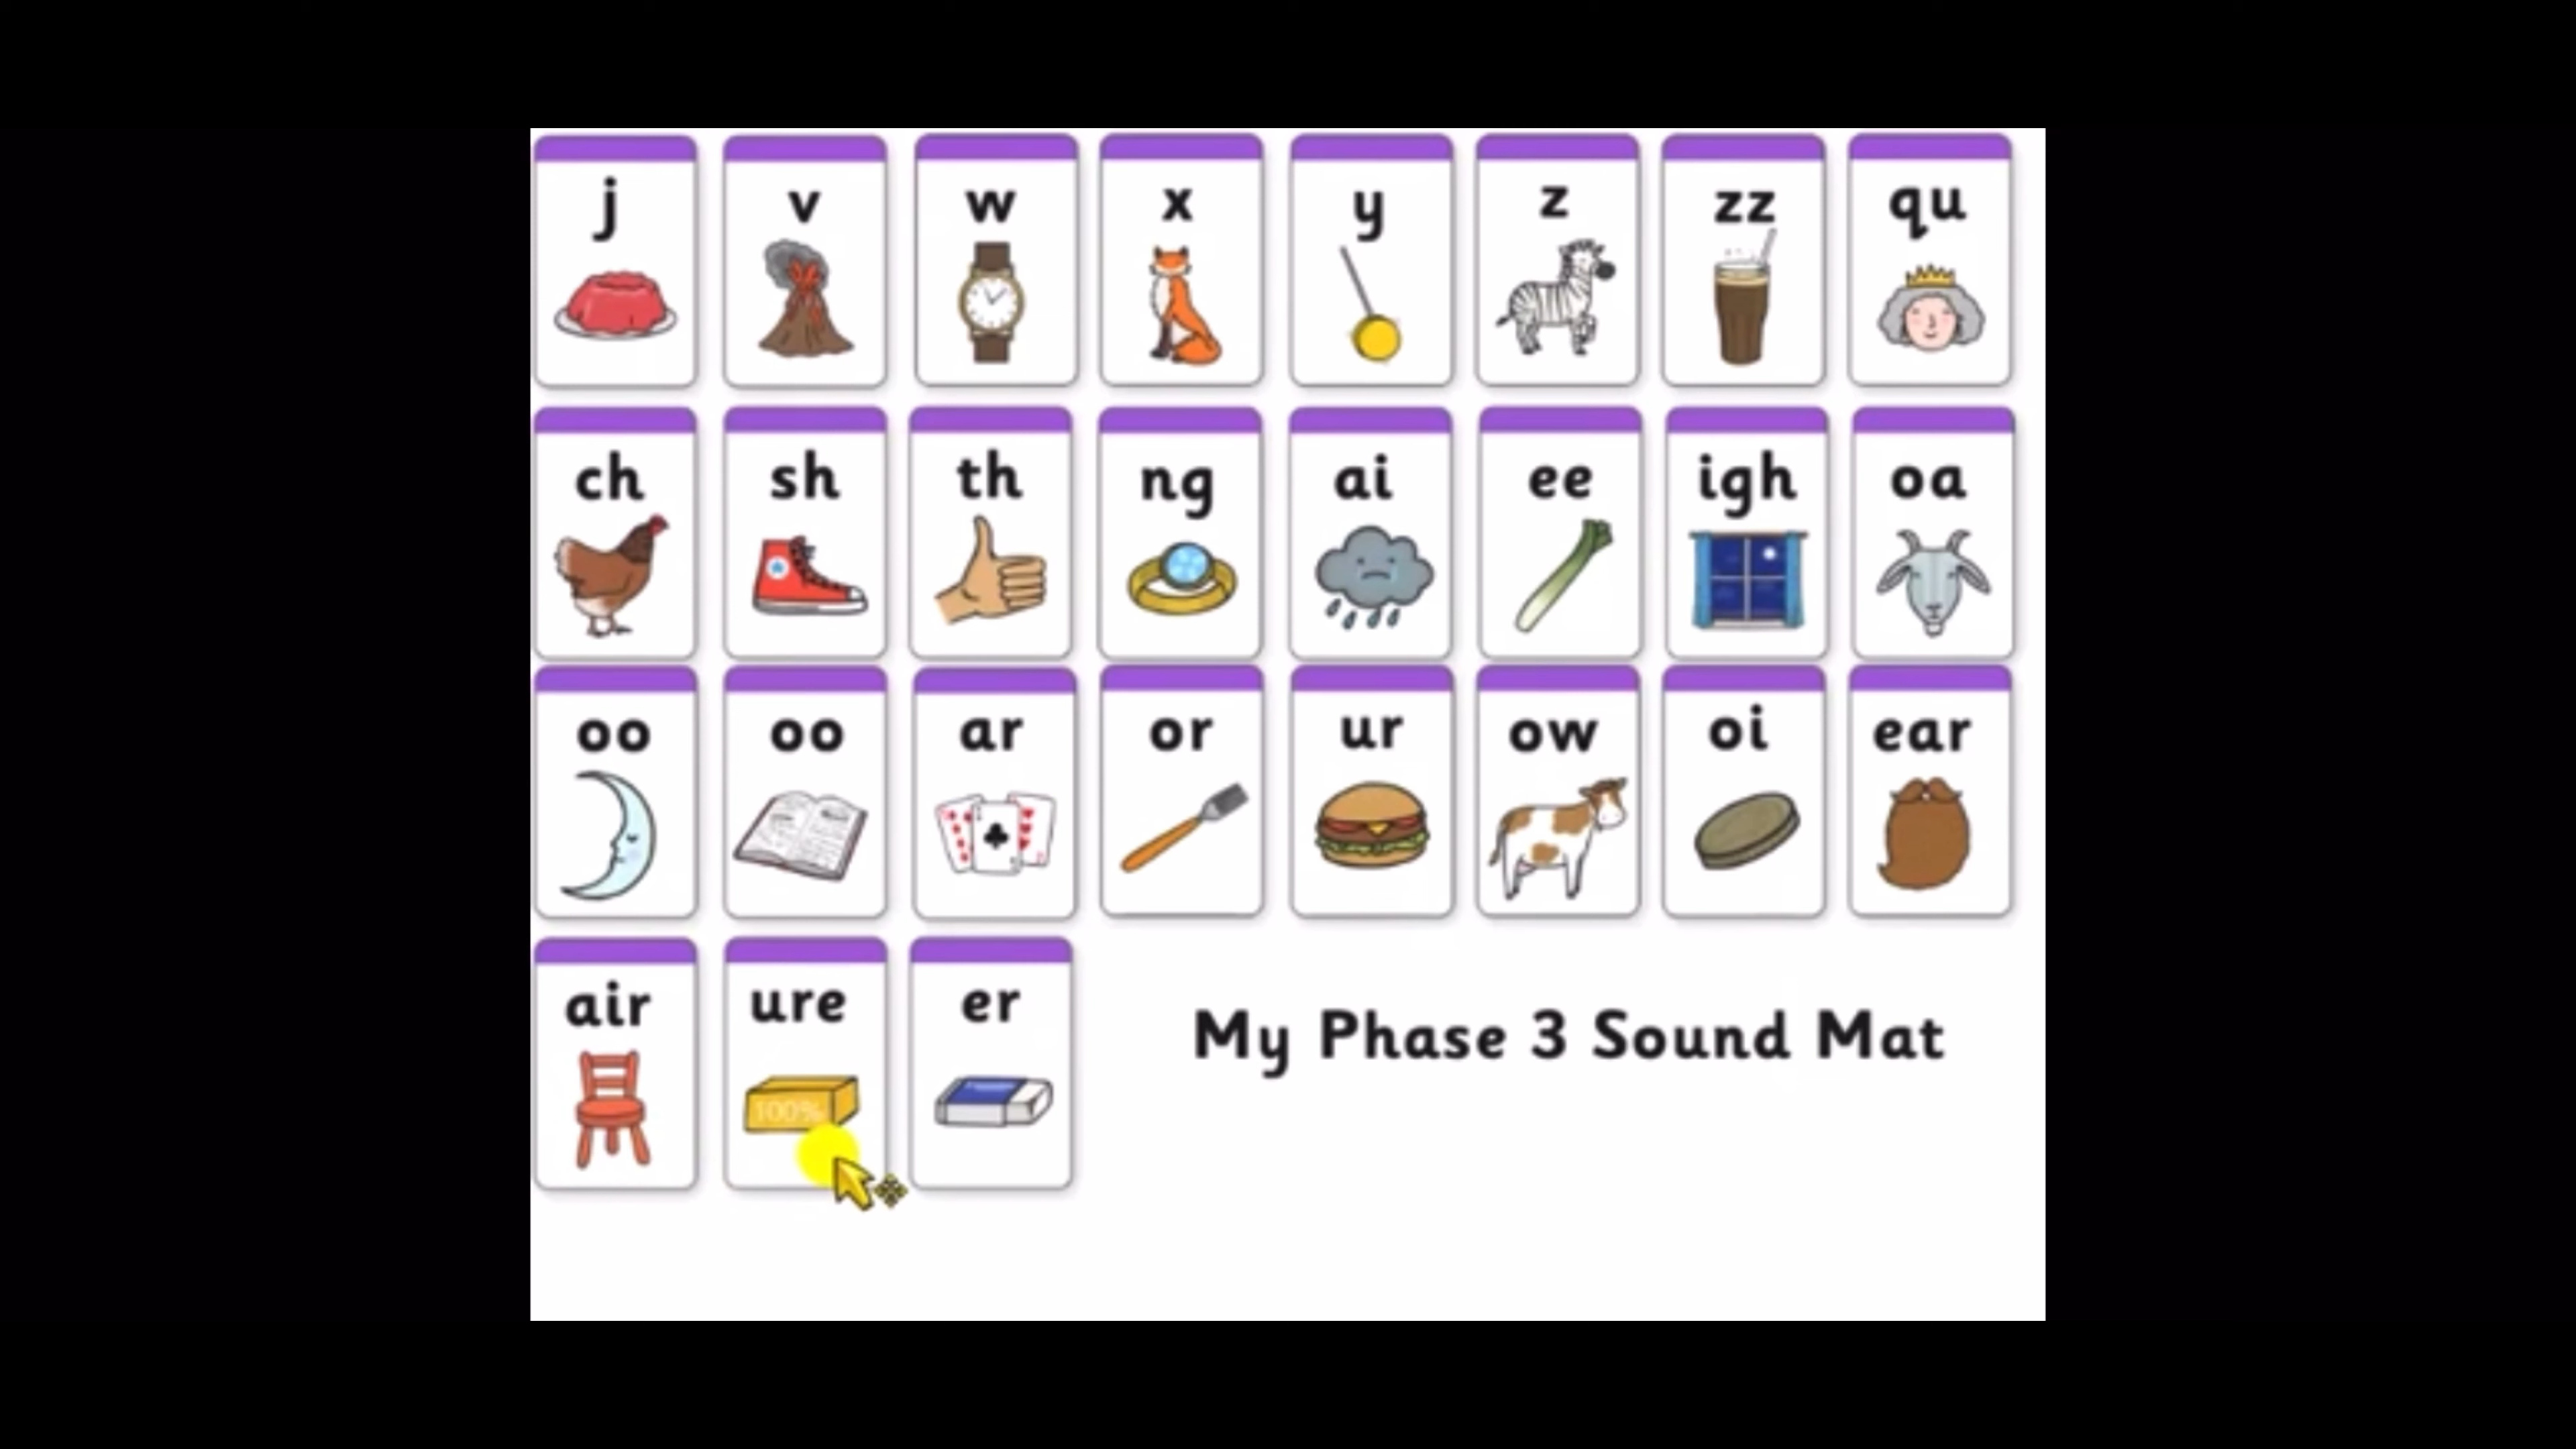 j v w x y z zz qu
ch sh th ng ai ee igh oa
oo oo ar or ur ow oi ear
air ure er
100%
My Phase 3 Sound Mat